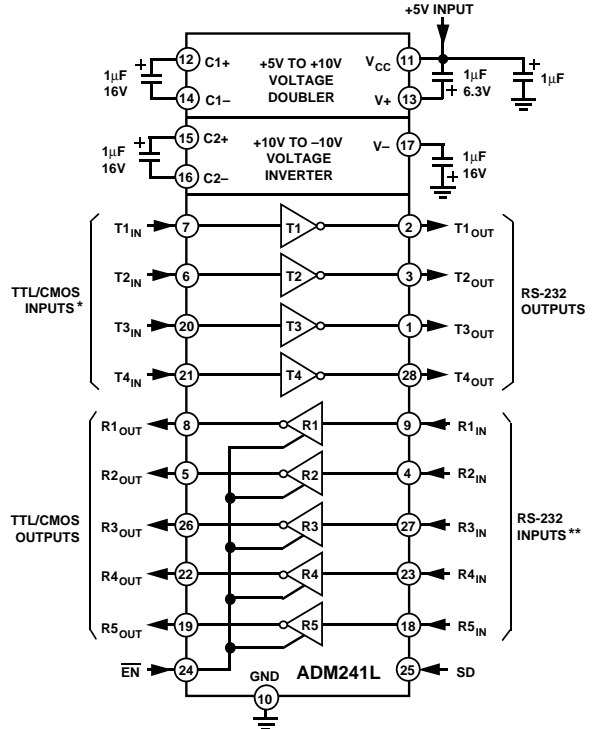 +5V INPUT
12 C1+ +5V TO +10V VCC 11
1μF 16V + VOLTAGE + 1μF 6.3V + 1μF
14 C1– DOUBLER V+ 13
15 C2+ +10V TO –10V
1μF 16V + VOLTAGE V– 17
16 C2– INVERTER 1μF 16V +
T1IN 7 T1 2 T1OUT
T2IN 6 T2 3 T2OUT
TTL/CMOS INPUTS*
RS-232 OUTPUTS
T3IN 20 T3 1 T3OUT
T4IN 21 T4 28 T4OUT
R1OUT 8 R1 9 R1IN
R2OUT 5 R2 4 R2IN
TTL/CMOS OUTPUTS
RS-232 INPUTS**
R3OUT 26 R3 27 R3IN
R4OUT 22 R4 23 R4IN
R5OUT 19 R5 18 R5IN
EN 24 GND ADM241L 25 SD
10